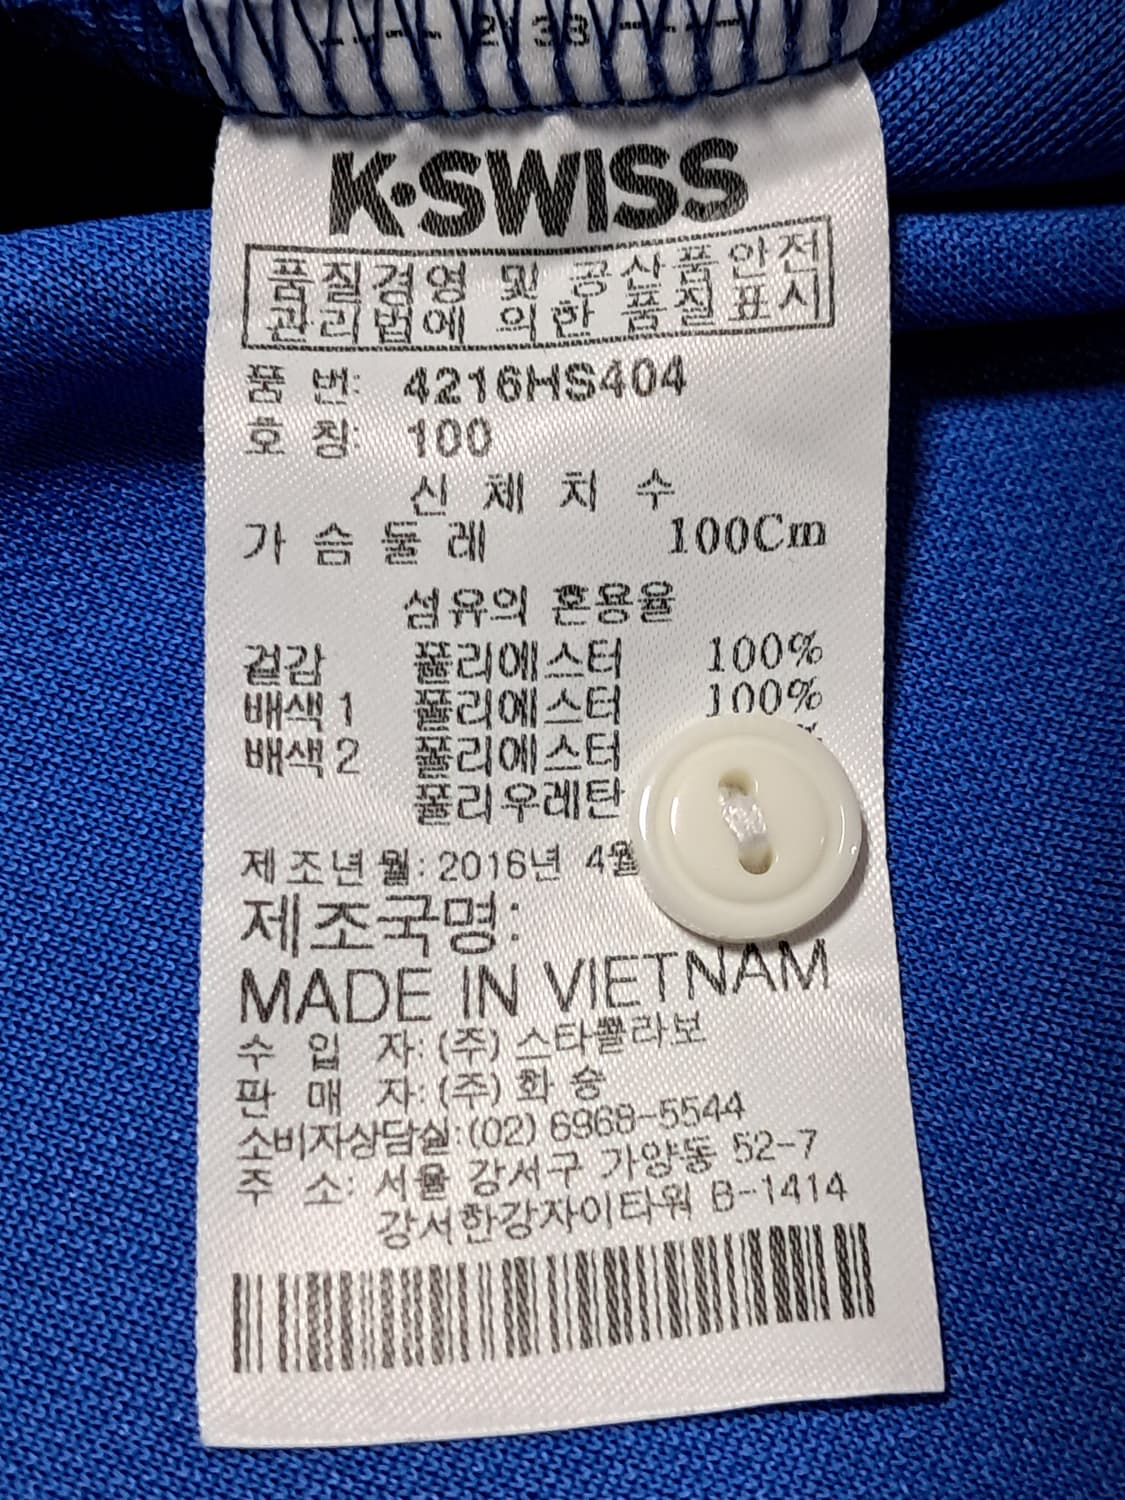 K·SWISS
품질경영 및 공산품안전
관리법에 의한 품질표시
품 번: 4216HS404
호 칭: 100
신 체 치 수
가 슴 둘 레 100Cm
섬유의 혼용율
겉감 폴리에스터 100%
배색1 폴리에스터 100%
배색2 폴리에스터
폴리우레탄
제조년월: 2016년 4월
제조국명:
MADE IN VIETNAM
수 입 자: (주) 스타콜라보
판 매 자: (주) 화 승
소비자상담실: (02) 6968-5544
주 소: 서울 강서구 가양동 52-7
강서한강자이타워 B-1414